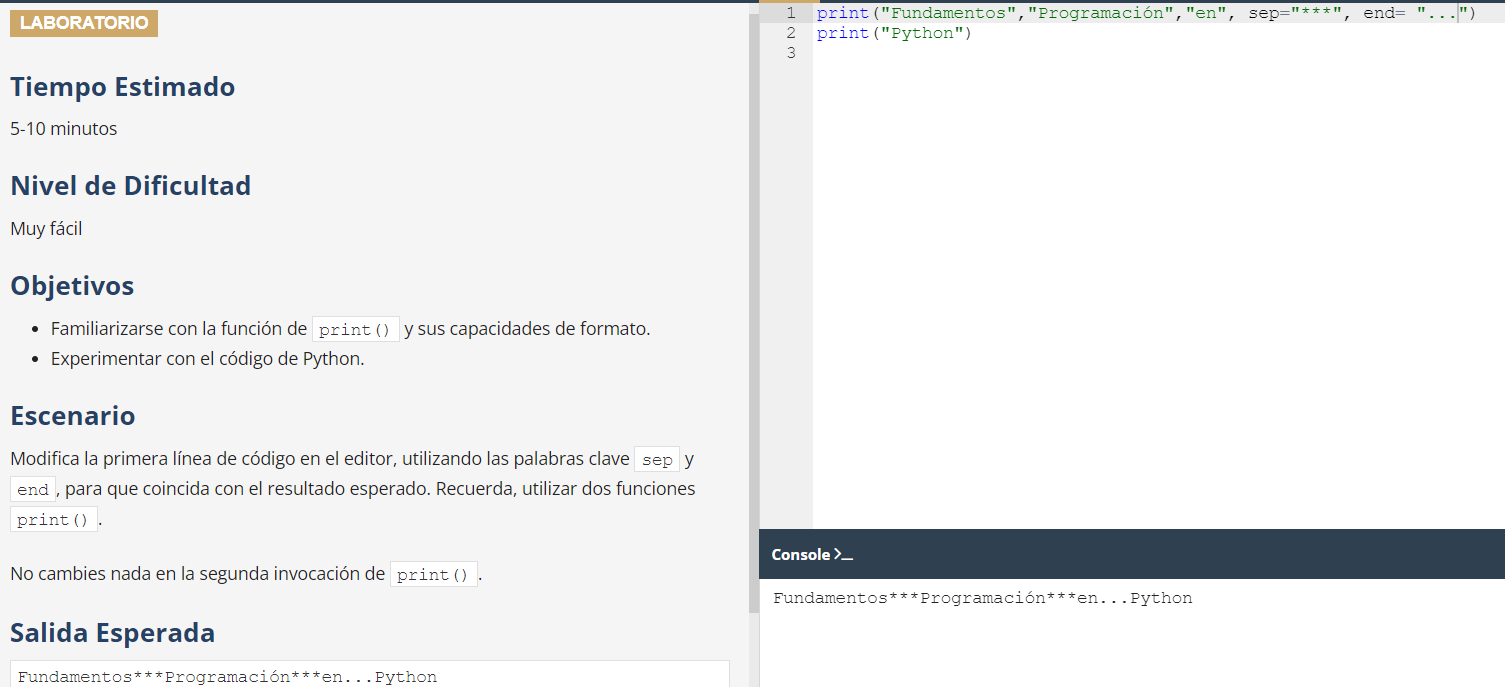 LABORATORIO
Tiempo Estimado
5-10 minutos
Nivel de Dificultad
Muy fácil
Objetivos
• Familiarizarse con la función de print() y sus capacidades de formato.
• Experimentar con el código de Python.
Escenario
Modifica la primera línea de código en el editor, utilizando las palabras clave sep y
end, para que coincida con el resultado esperado. Recuerda, utilizar dos funciones
print().
No cambies nada en la segunda invocación de print().
Salida Esperada
Fundamentos***Programación***en...Python
1 print("Fundamentos","Programación","en", sep="***", end= "...")
2 print("Python")
3
Console >_
Fundamentos***Programación***en...Python